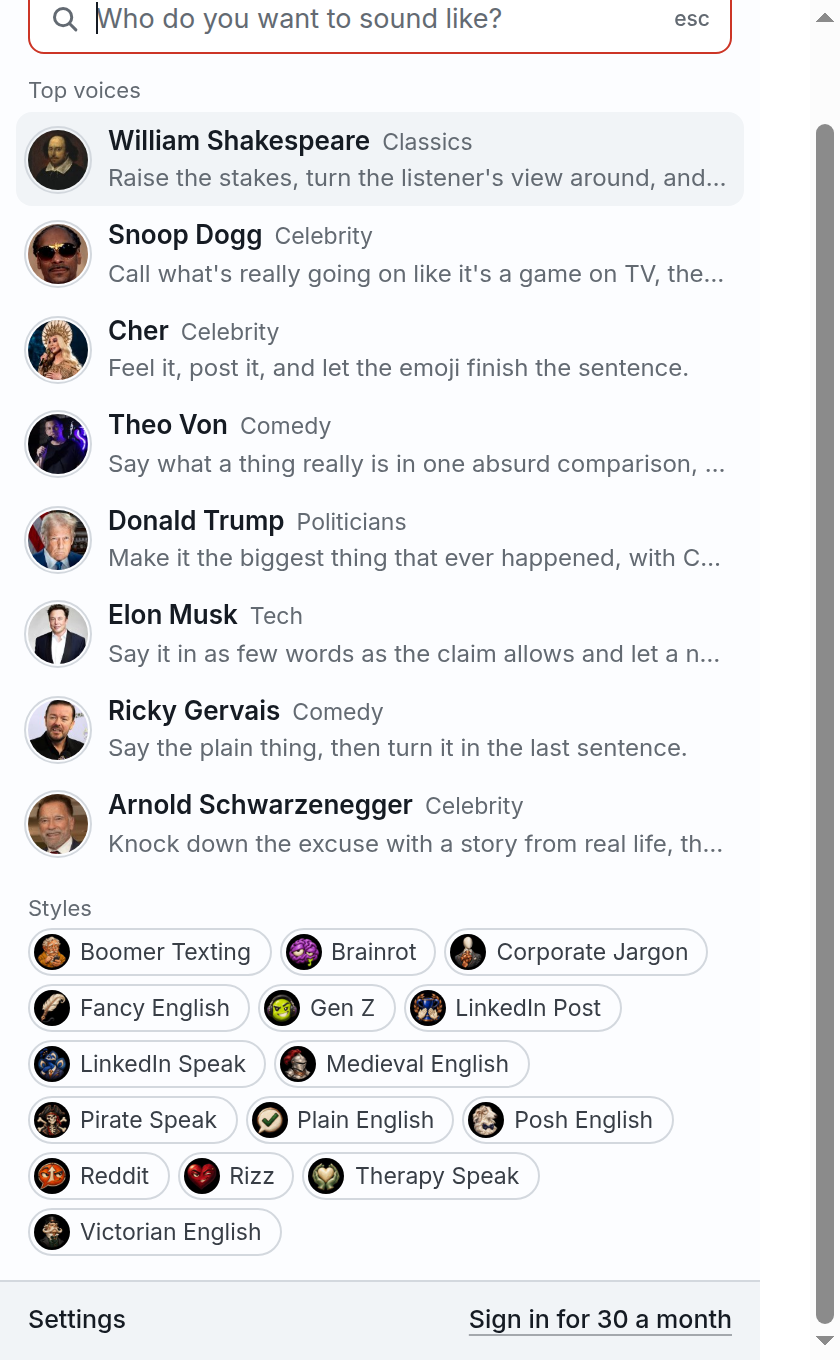 Who do you want to sound like? esc
Top voices
William Shakespeare Classics
Raise the stakes, turn the listener's view around, and...
Snoop Dogg Celebrity
Call what's really going on like it's a game on TV, the...
Cher Celebrity
Feel it, post it, and let the emoji finish the sentence.
Theo Von Comedy
Say what a thing really is in one absurd comparison, ...
Donald Trump Politicians
Make it the biggest thing that ever happened, with C...
Elon Musk Tech
Say it in as few words as the claim allows and let a n...
Ricky Gervais Comedy
Say the plain thing, then turn it in the last sentence.
Arnold Schwarzenegger Celebrity
Knock down the excuse with a story from real life, th...
Styles
Boomer Texting Brainrot Corporate Jargon
Fancy English Gen Z LinkedIn Post
LinkedIn Speak Medieval English
Pirate Speak Plain English Posh English
Reddit Rizz Therapy Speak
Victorian English
Settings Sign in for 30 a month